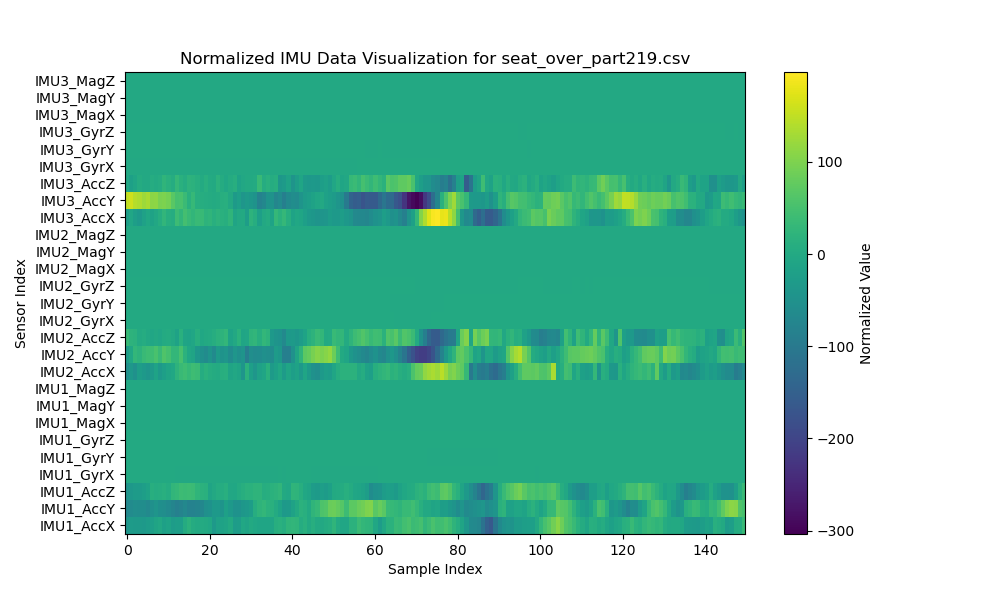 Normalized IMU Data Visualization for seat_over_part219.csv
IMU3_MagZ
IMU3_MagY
IMU3_MagX
IMU3_GyrZ
IMU3_GyrY
IMU3_GyrX
IMU3_AccZ
IMU3_AccY
IMU3_AccX
IMU2_MagZ
IMU2_MagY
IMU2_MagX
IMU2_GyrZ
IMU2_GyrY
IMU2_GyrX
IMU2_AccZ
IMU2_AccY
IMU2_AccX
IMU1_MagZ
IMU1_MagY
IMU1_MagX
IMU1_GyrZ
IMU1_GyrY
IMU1_GyrX
IMU1_AccZ
IMU1_AccY
IMU1_AccX
Sensor Index
0 20 40 60 80 100 120 140
Sample Index
100
0
−100
−200
−300
Normalized Value